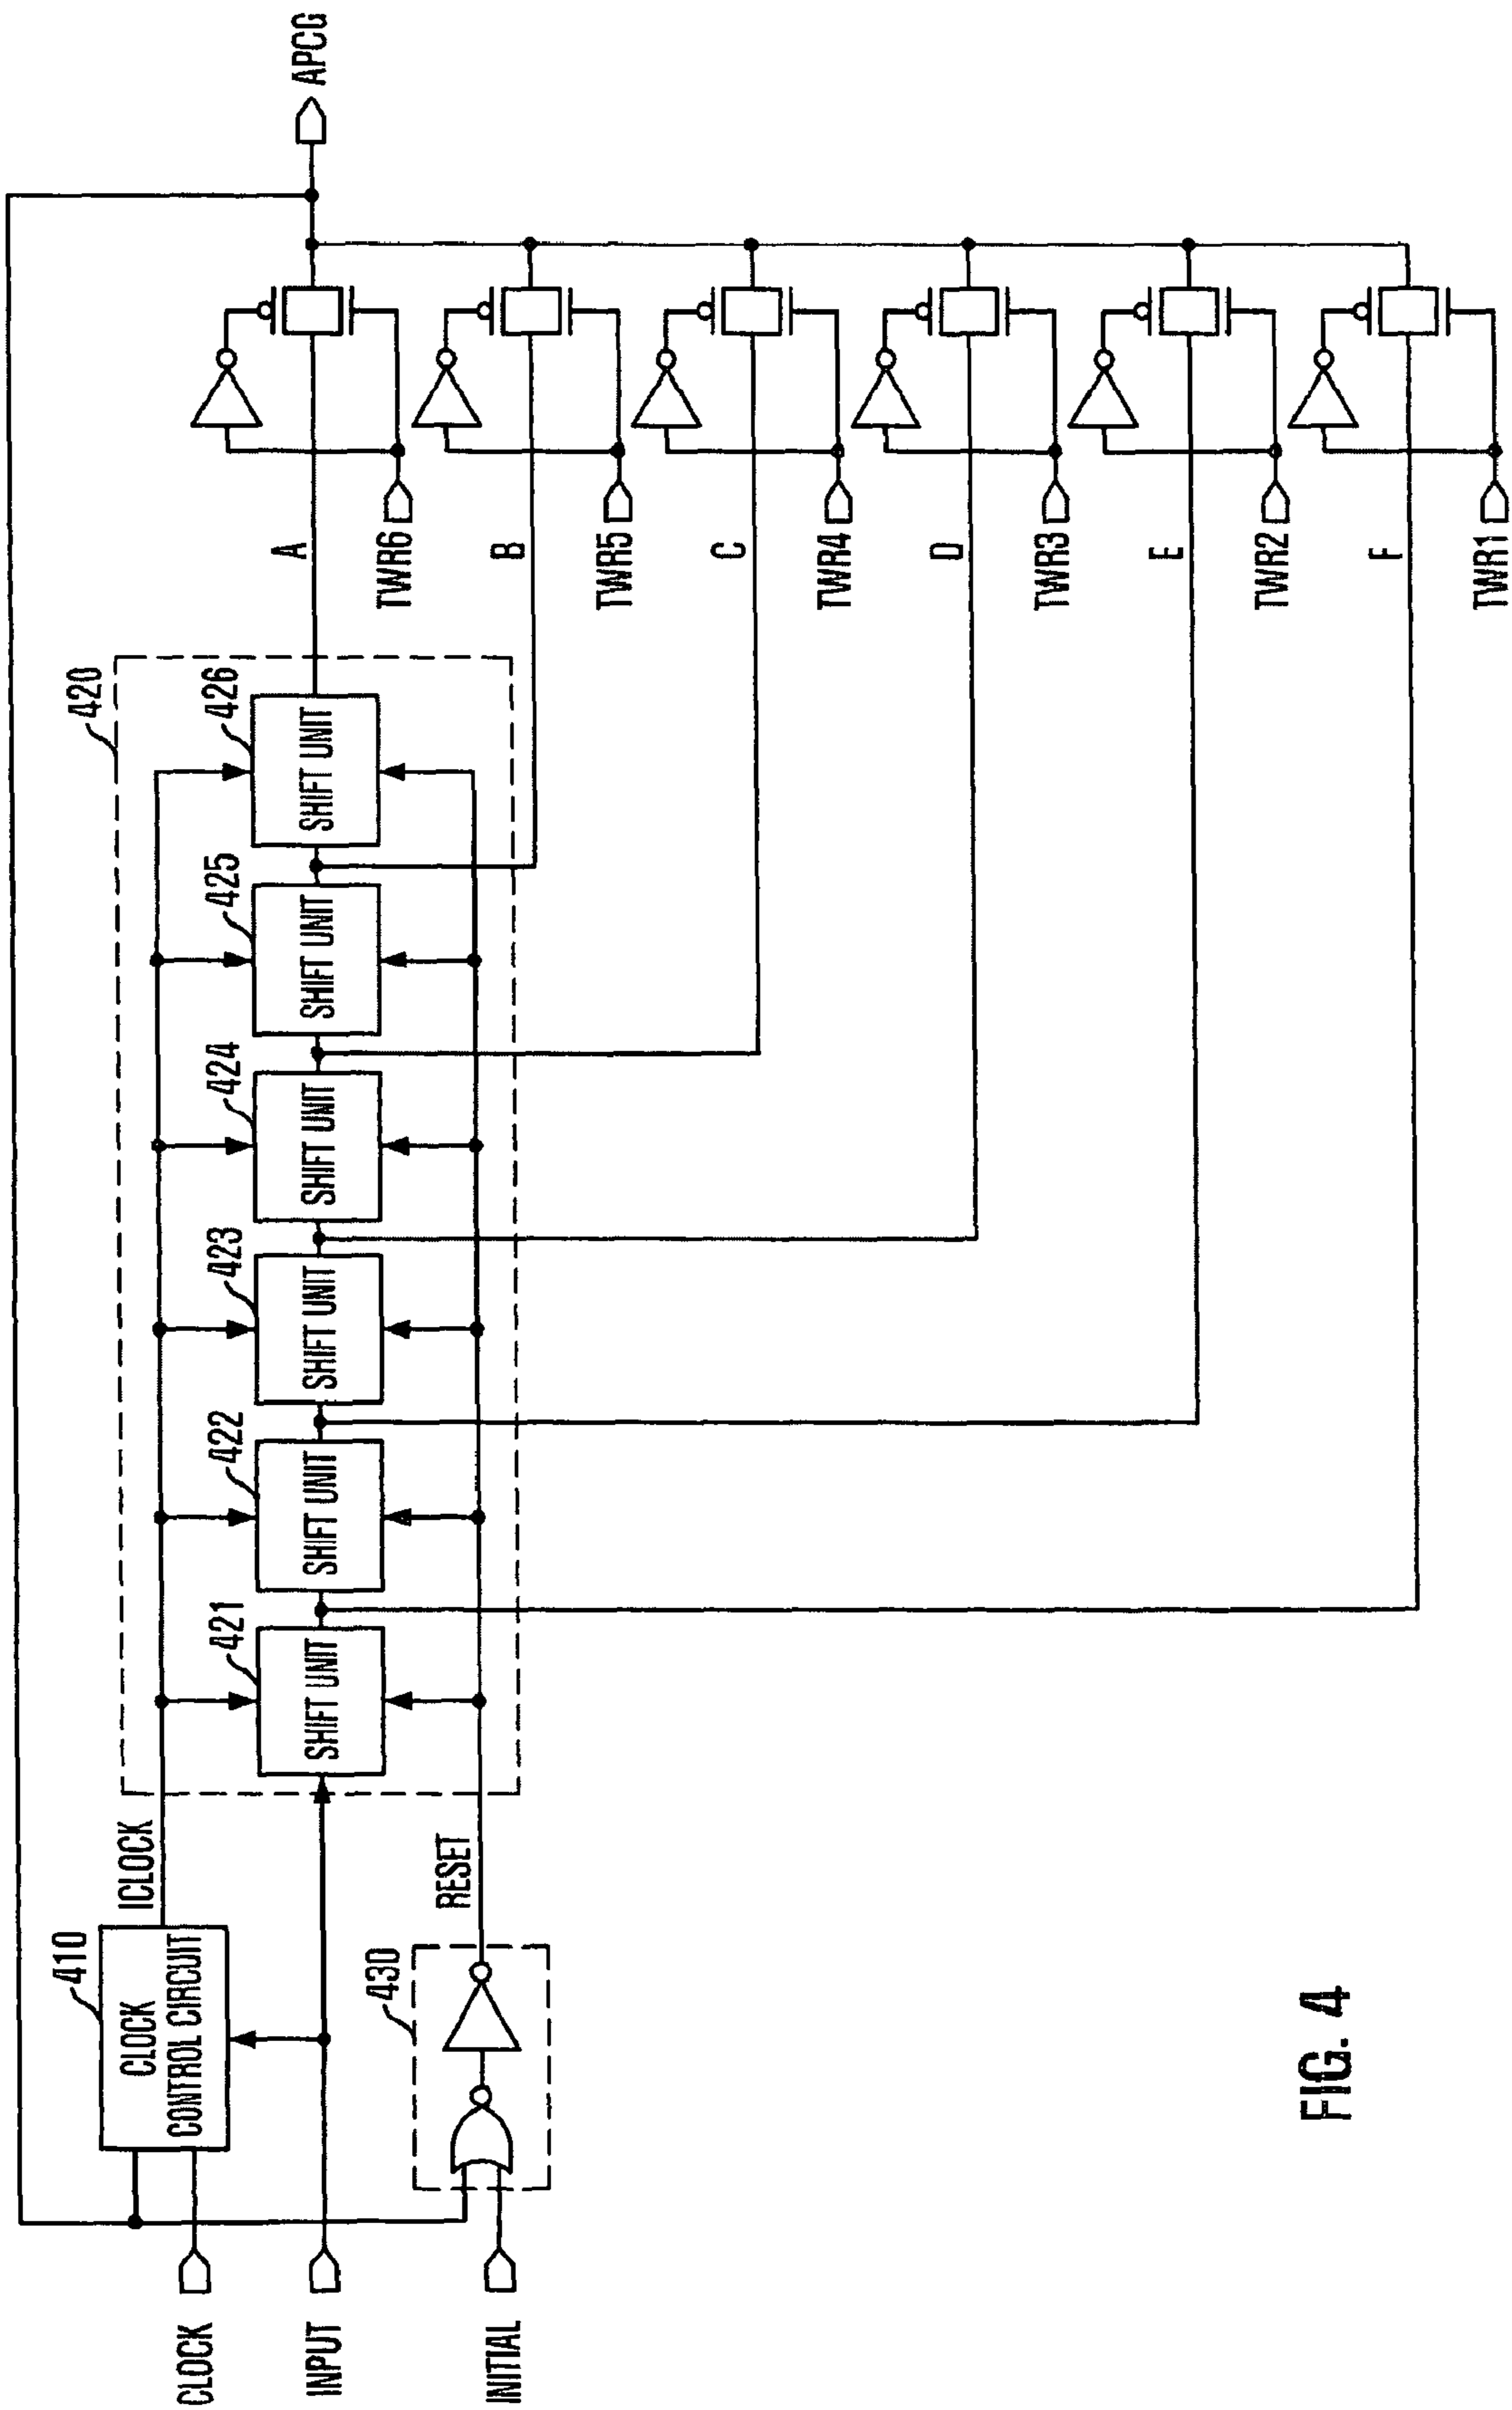 420
410
CLOCK
CONTROL CIRCUIT
ICLOCK
421
SHIFT UNIT
422
SHIFT UNIT
423
SHIFT UNIT
424
SHIFT UNIT
425
SHIFT UNIT
426
SHIFT UNIT
APCG
CLOCK
INPUT
INITIAL
430
RESET
A
TWR6
B
TWR5
C
TWR4
D
TWR3
E
TWR2
F
TWR1
FIG. 4